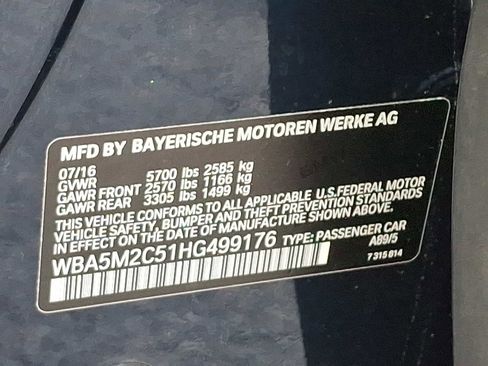 MFD BY BAYERISCHE MOTOREN WERKE AG
07/16 5700 lbs 2585 kg
GVWR
GAWR FRONT 2570 lbs 1166 kg
GAWR REAR 3305 lbs 1499 kg
THIS VEHICLE CONFORMS TO ALL APPLICABLE U.S.FEDERAL MOTOR
VEHICLE SAFETY, BUMPER AND THEFT PREVENTION STANDARDS
IN EFFECT ON THE DATE OF MANUFACTURE SHOWN ABOVE.
WBA5M2C51HG499176 TYPE: PASSENGER CAR
A89/5
7 315 014